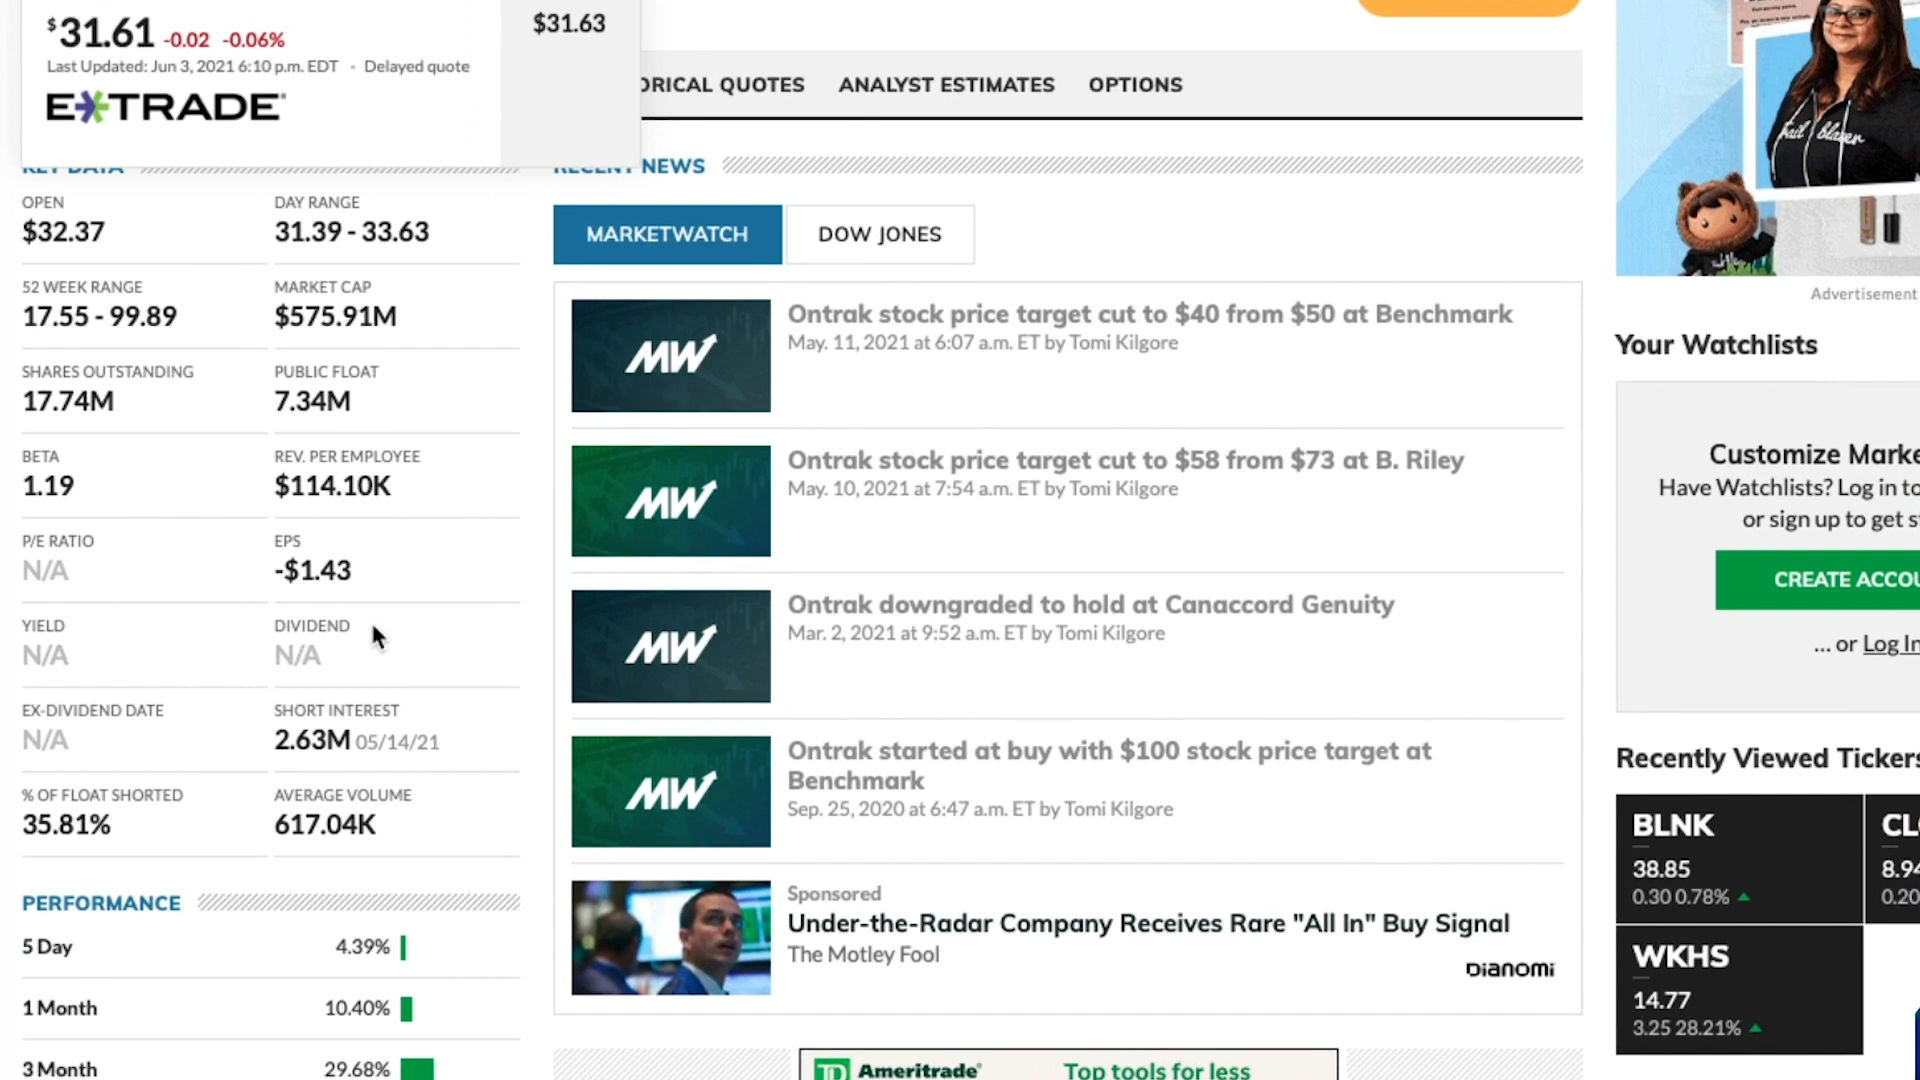 $31.61 -0.02 -0.06%
$31.63
Last Updated: Jun 3, 2021 6:10 p.m. EDT • Delayed quote
E*TRADE
ORICAL QUOTES ANALYST ESTIMATES OPTIONS
KEY DATA
RECENT NEWS
OPEN
$32.37
DAY RANGE
31.39 - 33.63
52 WEEK RANGE
17.55 - 99.89
MARKET CAP
$575.91M
SHARES OUTSTANDING
17.74M
PUBLIC FLOAT
7.34M
BETA
1.19
REV. PER EMPLOYEE
$114.10K
P/E RATIO
N/A
EPS
-$1.43
YIELD
N/A
DIVIDEND
N/A
EX-DIVIDEND DATE
N/A
SHORT INTEREST
2.63M 05/14/21
% OF FLOAT SHORTED
35.81%
AVERAGE VOLUME
617.04K
PERFORMANCE
5 Day 4.39%
1 Month 10.40%
3 Month 29.68%
MARKETWATCH DOW JONES
MW
Ontrak stock price target cut to $40 from $50 at Benchmark
May. 11, 2021 at 6:07 a.m. ET by Tomi Kilgore
MW
Ontrak stock price target cut to $58 from $73 at B. Riley
May. 10, 2021 at 7:54 a.m. ET by Tomi Kilgore
MW
Ontrak downgraded to hold at Canaccord Genuity
Mar. 2, 2021 at 9:52 a.m. ET by Tomi Kilgore
MW
Ontrak started at buy with $100 stock price target at
Benchmark
Sep. 25, 2020 at 6:47 a.m. ET by Tomi Kilgore
Sponsored
Under-the-Radar Company Receives Rare "All In" Buy Signal
The Motley Fool
DIANOMI
TD Ameritrade Top tools for less
trail blazer
Advertisement
Your Watchlists
Customize Marke
Have Watchlists? Log in to
or sign up to get s
CREATE ACCOU
... or Log In
Recently Viewed Tickers
BLNK
38.85
0.30 0.78%
CL
8.94
0.20
WKHS
14.77
3.25 28.21%